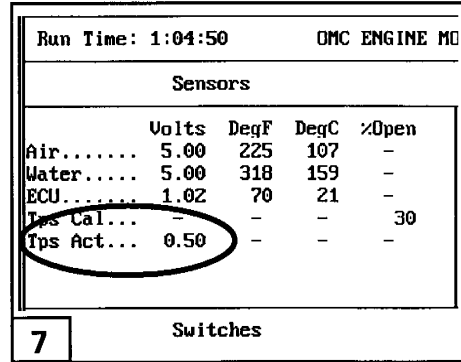 Run Time: 1:04:50 OMC ENGINE MO
Sensors
Volts DegF DegC %Open
Air....... 5.00 225 107 –
Water..... 5.00 318 159 –
ECU....... 1.02 70 21 –
Tps Cal... – – – 30
Tps Act... 0.50 – – –
7 Switches